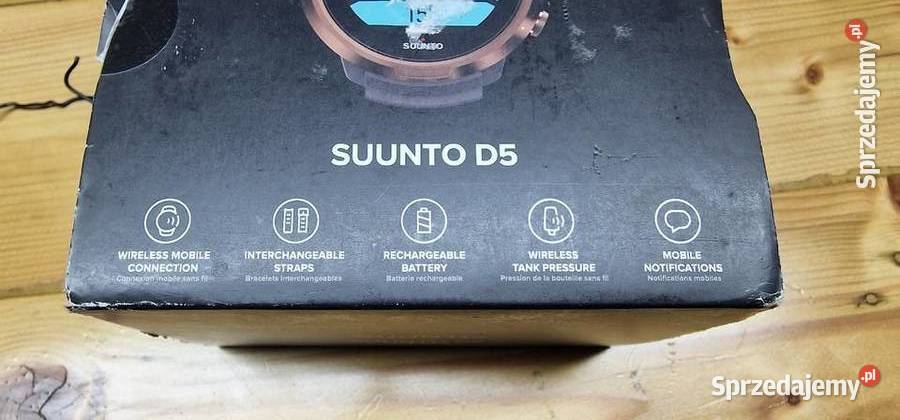 15
SUUNTO
SUUNTO D5
WIRELESS MOBILE
CONNECTION
Connexion mobile sans fil
INTERCHANGEABLE
STRAPS
Bracelets interchangeables
RECHARGEABLE
BATTERY
Batterie rechargeable
WIRELESS
TANK PRESSURE
Pression de la bouteille sans fil
MOBILE
NOTIFICATIONS
Notifications mobiles
Sprzedajemy.pl
Sprzedajemy.pl